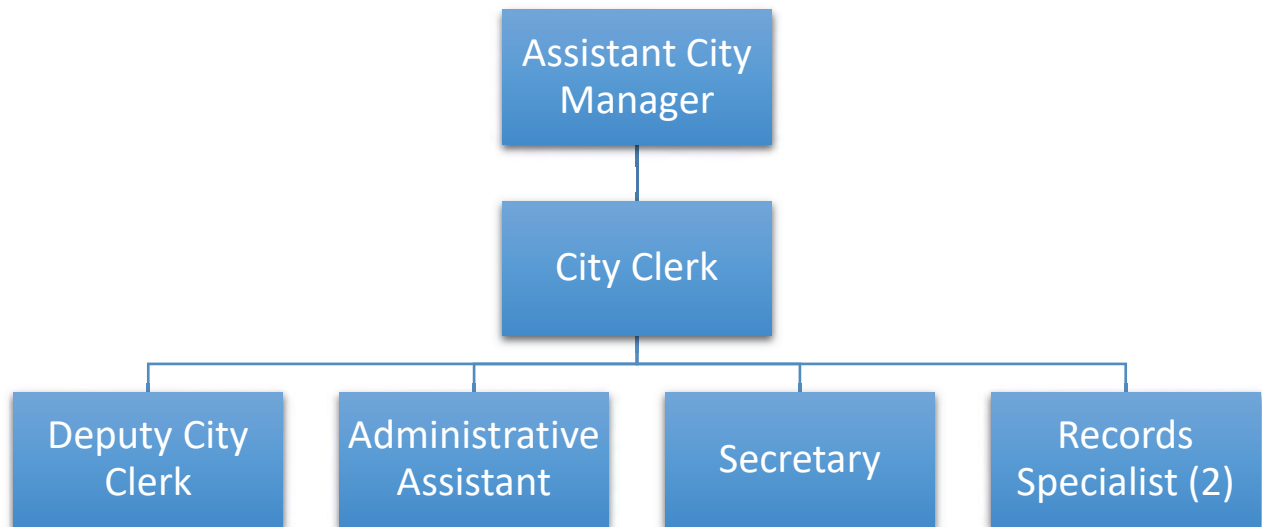 Assistant City
Manager
City Clerk
Deputy City
Clerk
Administrative
Assistant
Secretary
Records
Specialist (2)